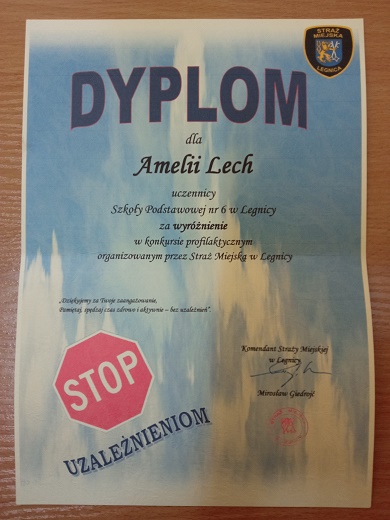 STRAŻ
MIEJSKA
LEGNICA
DYPLOM
dla
Amelii Lech
uczennicy
Szkoły Podstawowej nr 6 w Legnicy
za wyróżnienie
w konkursie profilaktycznym
organizowanym przez Straż Miejską w Legnicy
„Dziękujemy za Twoje zaangażowanie,
Pamiętaj, spędzaj czas zdrowo i aktywnie – bez uzależnień”.
Komendant Straży Miejskiej
w Legnicy
Mirosław Giedrojć
STOP
UZALEŻNIENIOM